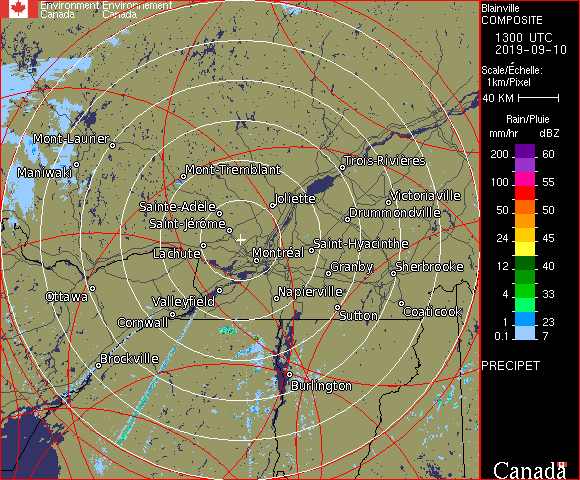 Environment Environnement
Canada Canada
Blainville
COMPOSITE
1300 UTC
2019-09-10
Scale/Échelle:
1km/Pixel
40 KM
Rain/Pluie
mm/hr dBZ
200 60
100 55
50 50
24 45
12 40
4 33
1 23
0.1 7
PRECIPET
Canada
Mont-Laurier
Maniwaki
Mont-Tremblant
Trois-Rivières
Joliette
Victoriaville
Sainte-Adèle
Drummondville
Saint-Jérôme
Saint-Hyacinthe
Lachute
Montréal
Granby
Sherbrooke
Ottawa
Valleyfield
Napierville
Cornwall
Sutton
Coaticook
Brockville
Burlington